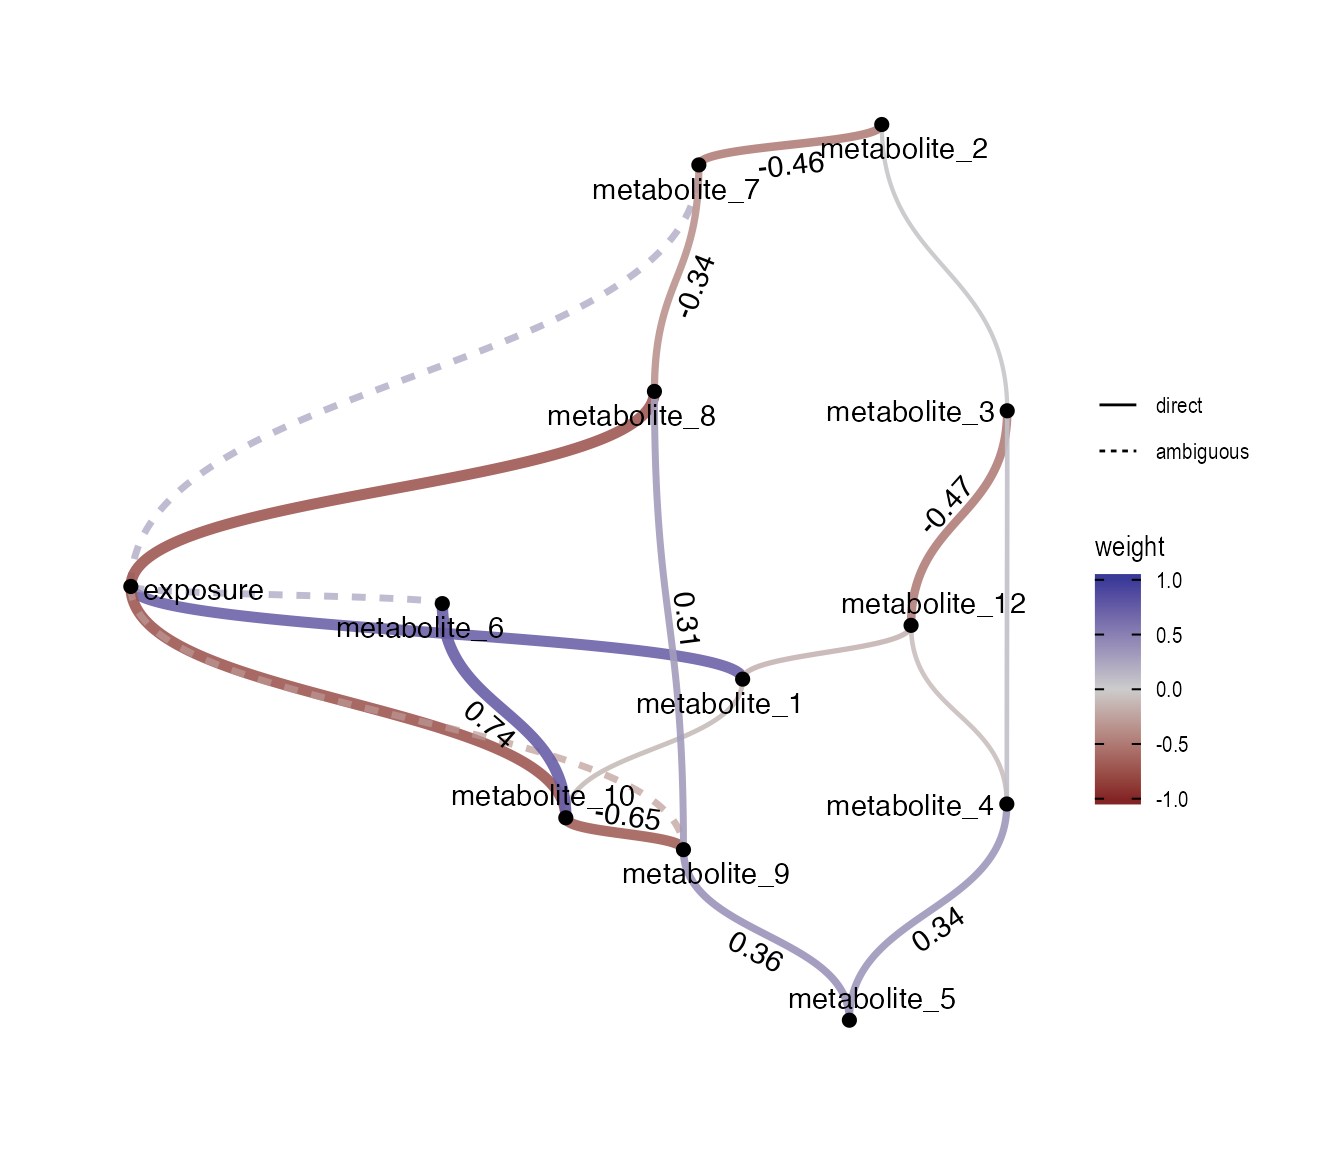 metabolite_2
-0.46
metabolite_7
-0.34
metabolite_8
metabolite_3
direct
ambiguous
-0.47
weight
1.0
0.5
0.0
-0.5
-1.0
exposure
metabolite_12
0.31
metabolite_6
metabolite_1
0.74
metabolite_10
-0.65
metabolite_4
metabolite_9
0.36
0.34
metabolite_5